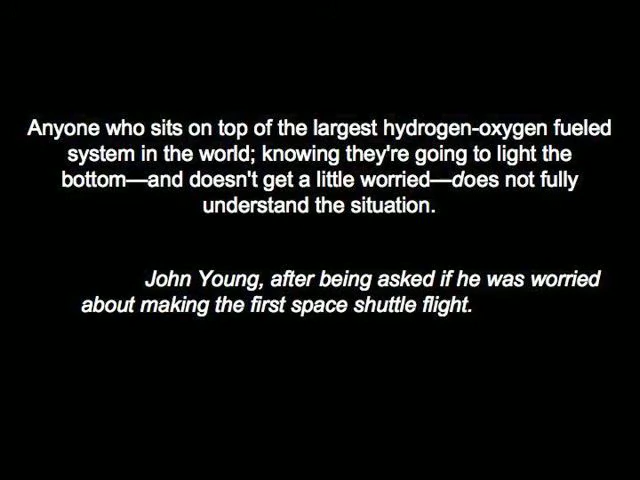 Anyone who sits on top of the largest hydrogen-oxygen fueled
system in the world; knowing they're going to light the
bottom—and doesn't get a little worried—does not fully
understand the situation.
John Young, after being asked if he was worried
about making the first space shuttle flight.